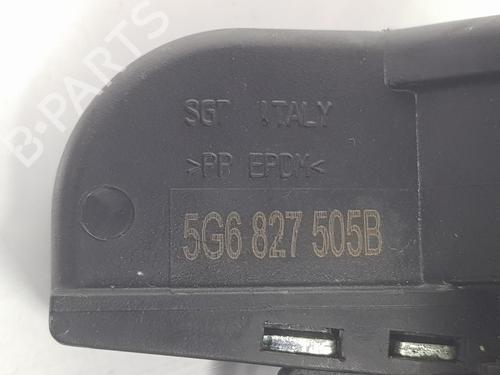 SGT ITALY
>PP EPDM<
5G6 827 505B
B-PARTS